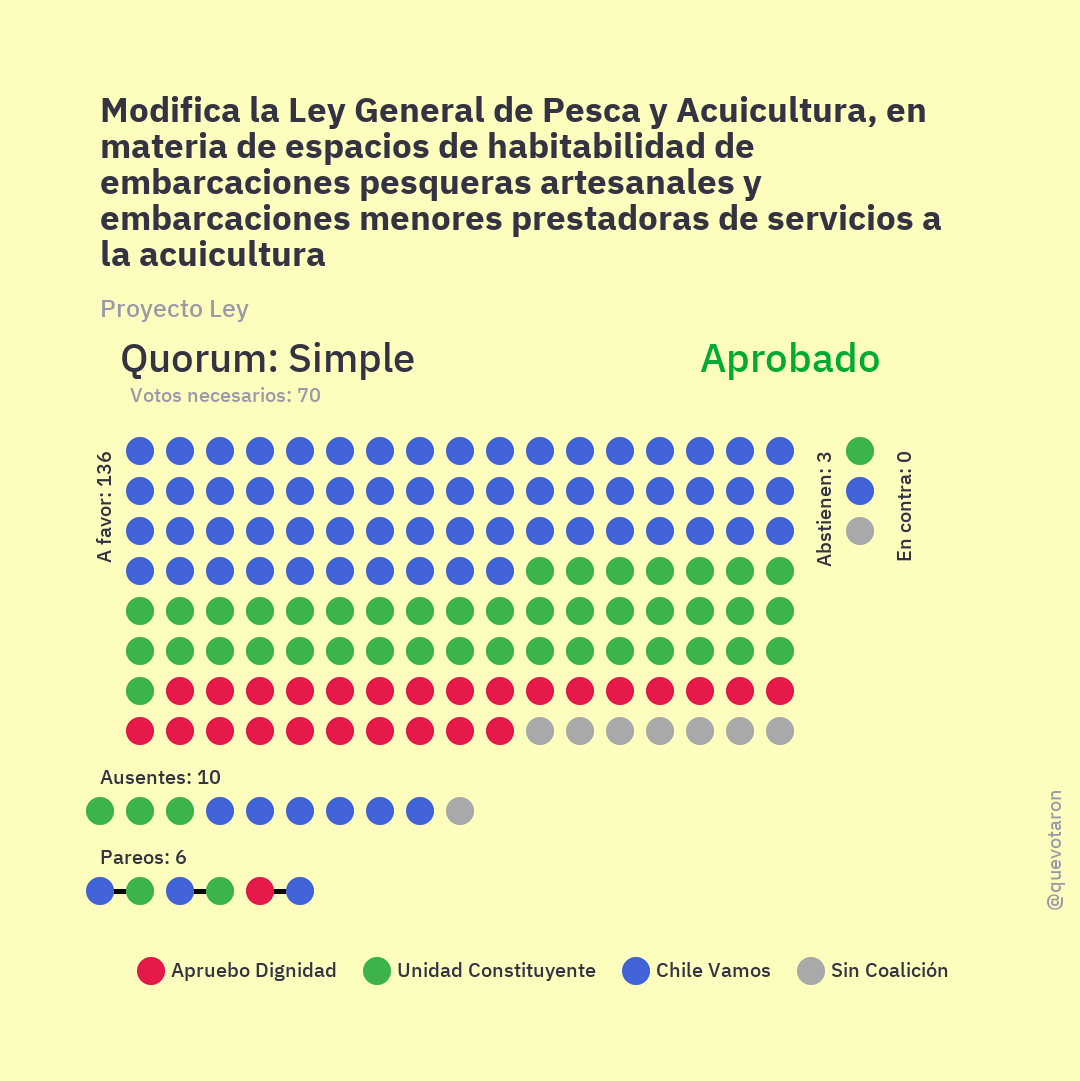 Modifica la Ley General de Pesca y Acuicultura, en
materia de espacios de habitabilidad de
embarcaciones pesqueras artesanales y
embarcaciones menores prestadoras de servicios a
la acuicultura
Proyecto Ley
Quorum: Simple
Aprobado
Votos necesarios: 70
A favor: 136
Abstienen: 3
En contra: 0
Ausentes: 10
Pareos: 6
@quevotaron
Apruebo Dignidad
Unidad Constituyente
Chile Vamos
Sin Coalición